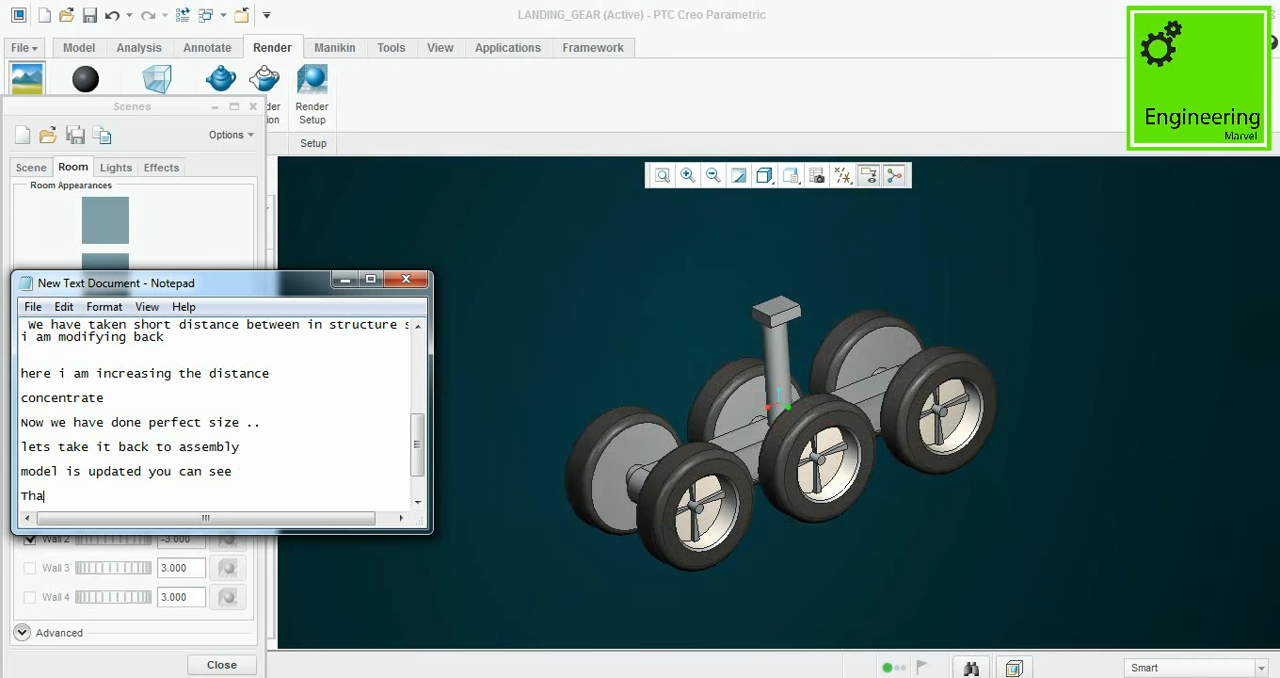 LANDING_GEAR (Active) - PTC Creo Parametric
File Model Analysis Annotate Render Manikin Tools View Applications Framework
Render Setup
Setup
Scenes
Options
Scene Room Lights Effects
Room Appearances
New Text Document - Notepad
File Edit Format View Help
We have taken short distance between in structure s
i am modifying back
here i am increasing the distance
concentrate
Now we have done perfect size ..
lets take it back to assembly
model is updated you can see
Tha
Wall 2 -3.000
Wall 3 3.000
Wall 4 3.000
Advanced
Close
Smart
Engineering
Marvel